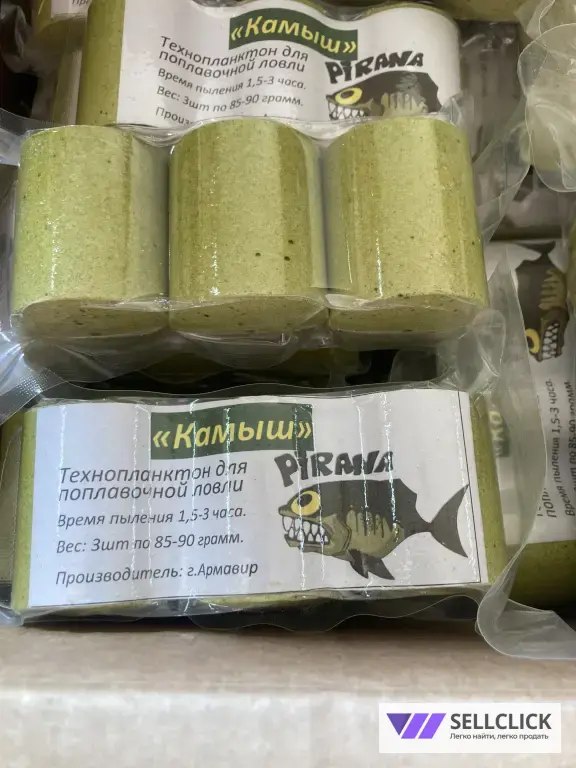 «Камыш»
Технопланктон для
поплавочной ловли
Время пыления 1,5-3 часа.
Вес: 3шт по 85-90 грамм.
PIRANA
«Камыш»
Технопланктон для
поплавочной ловли
Время пыления 1,5-3 часа.
Вес: 3шт по 85-90 грамм.
Производитель: г.Армавир
PIRANA
SELLCLICK
Легко найти, легко продать